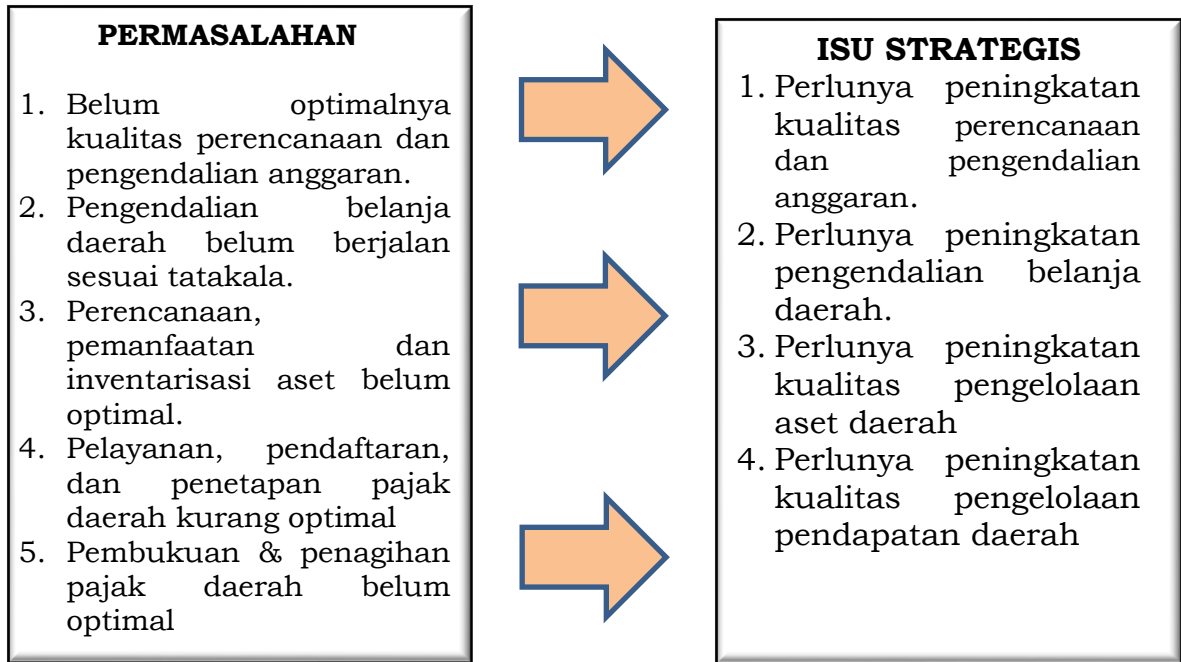 PERMASALAHAN
1. Belum optimalnya
kualitas perencanaan dan
pengendalian anggaran.
2. Pengendalian belanja
daerah belum berjalan
sesuai tatakala.
3. Perencanaan,
pemanfaatan dan
inventarisasi aset belum
optimal.
4. Pelayanan, pendaftaran,
dan penetapan pajak
daerah kurang optimal
5. Pembukuan & penagihan
pajak daerah belum
optimal
ISU STRATEGIS
1. Perlunya peningkatan
kualitas perencanaan
dan pengendalian
anggaran.
2. Perlunya peningkatan
pengendalian belanja
daerah.
3. Perlunya peningkatan
kualitas pengelolaan
aset daerah
4. Perlunya peningkatan
kualitas pengelolaan
pendapatan daerah